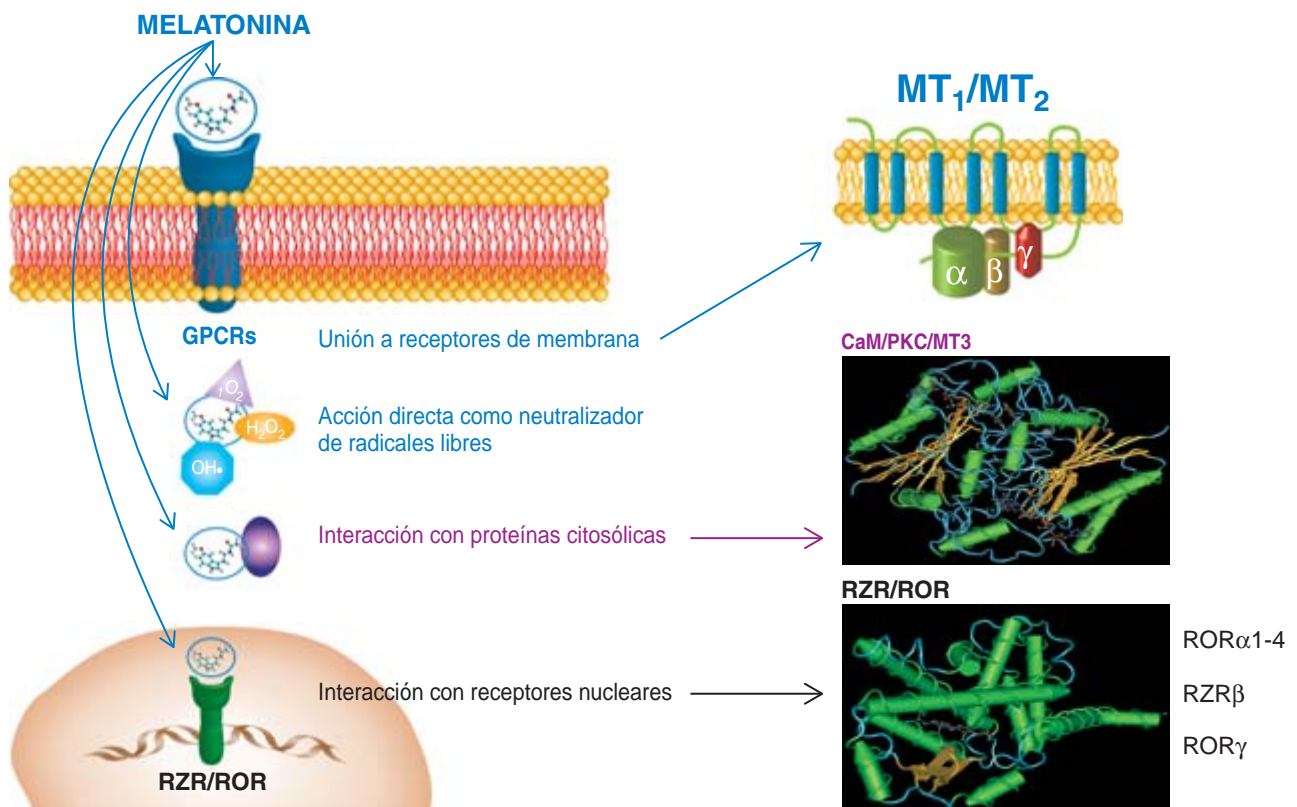 MELATONINA
MT1/MT2
α
β
γ
GPCRs
Unión a receptores de membrana
CaM/PKC/MT3
1O2
H2O2
OH•
Acción directa como neutralizador
de radicales libres
Interacción con proteínas citosólicas
RZR/ROR
RORα1-4
Interacción con receptores nucleares
RZRβ
RORγ
RZR/ROR